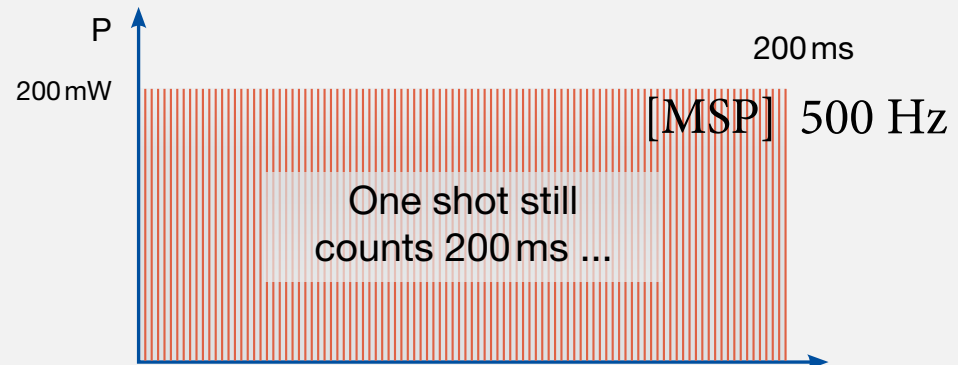 P
200 ms
200 mW
[MSP] 500 Hz
One shot still
counts 200 ms ...